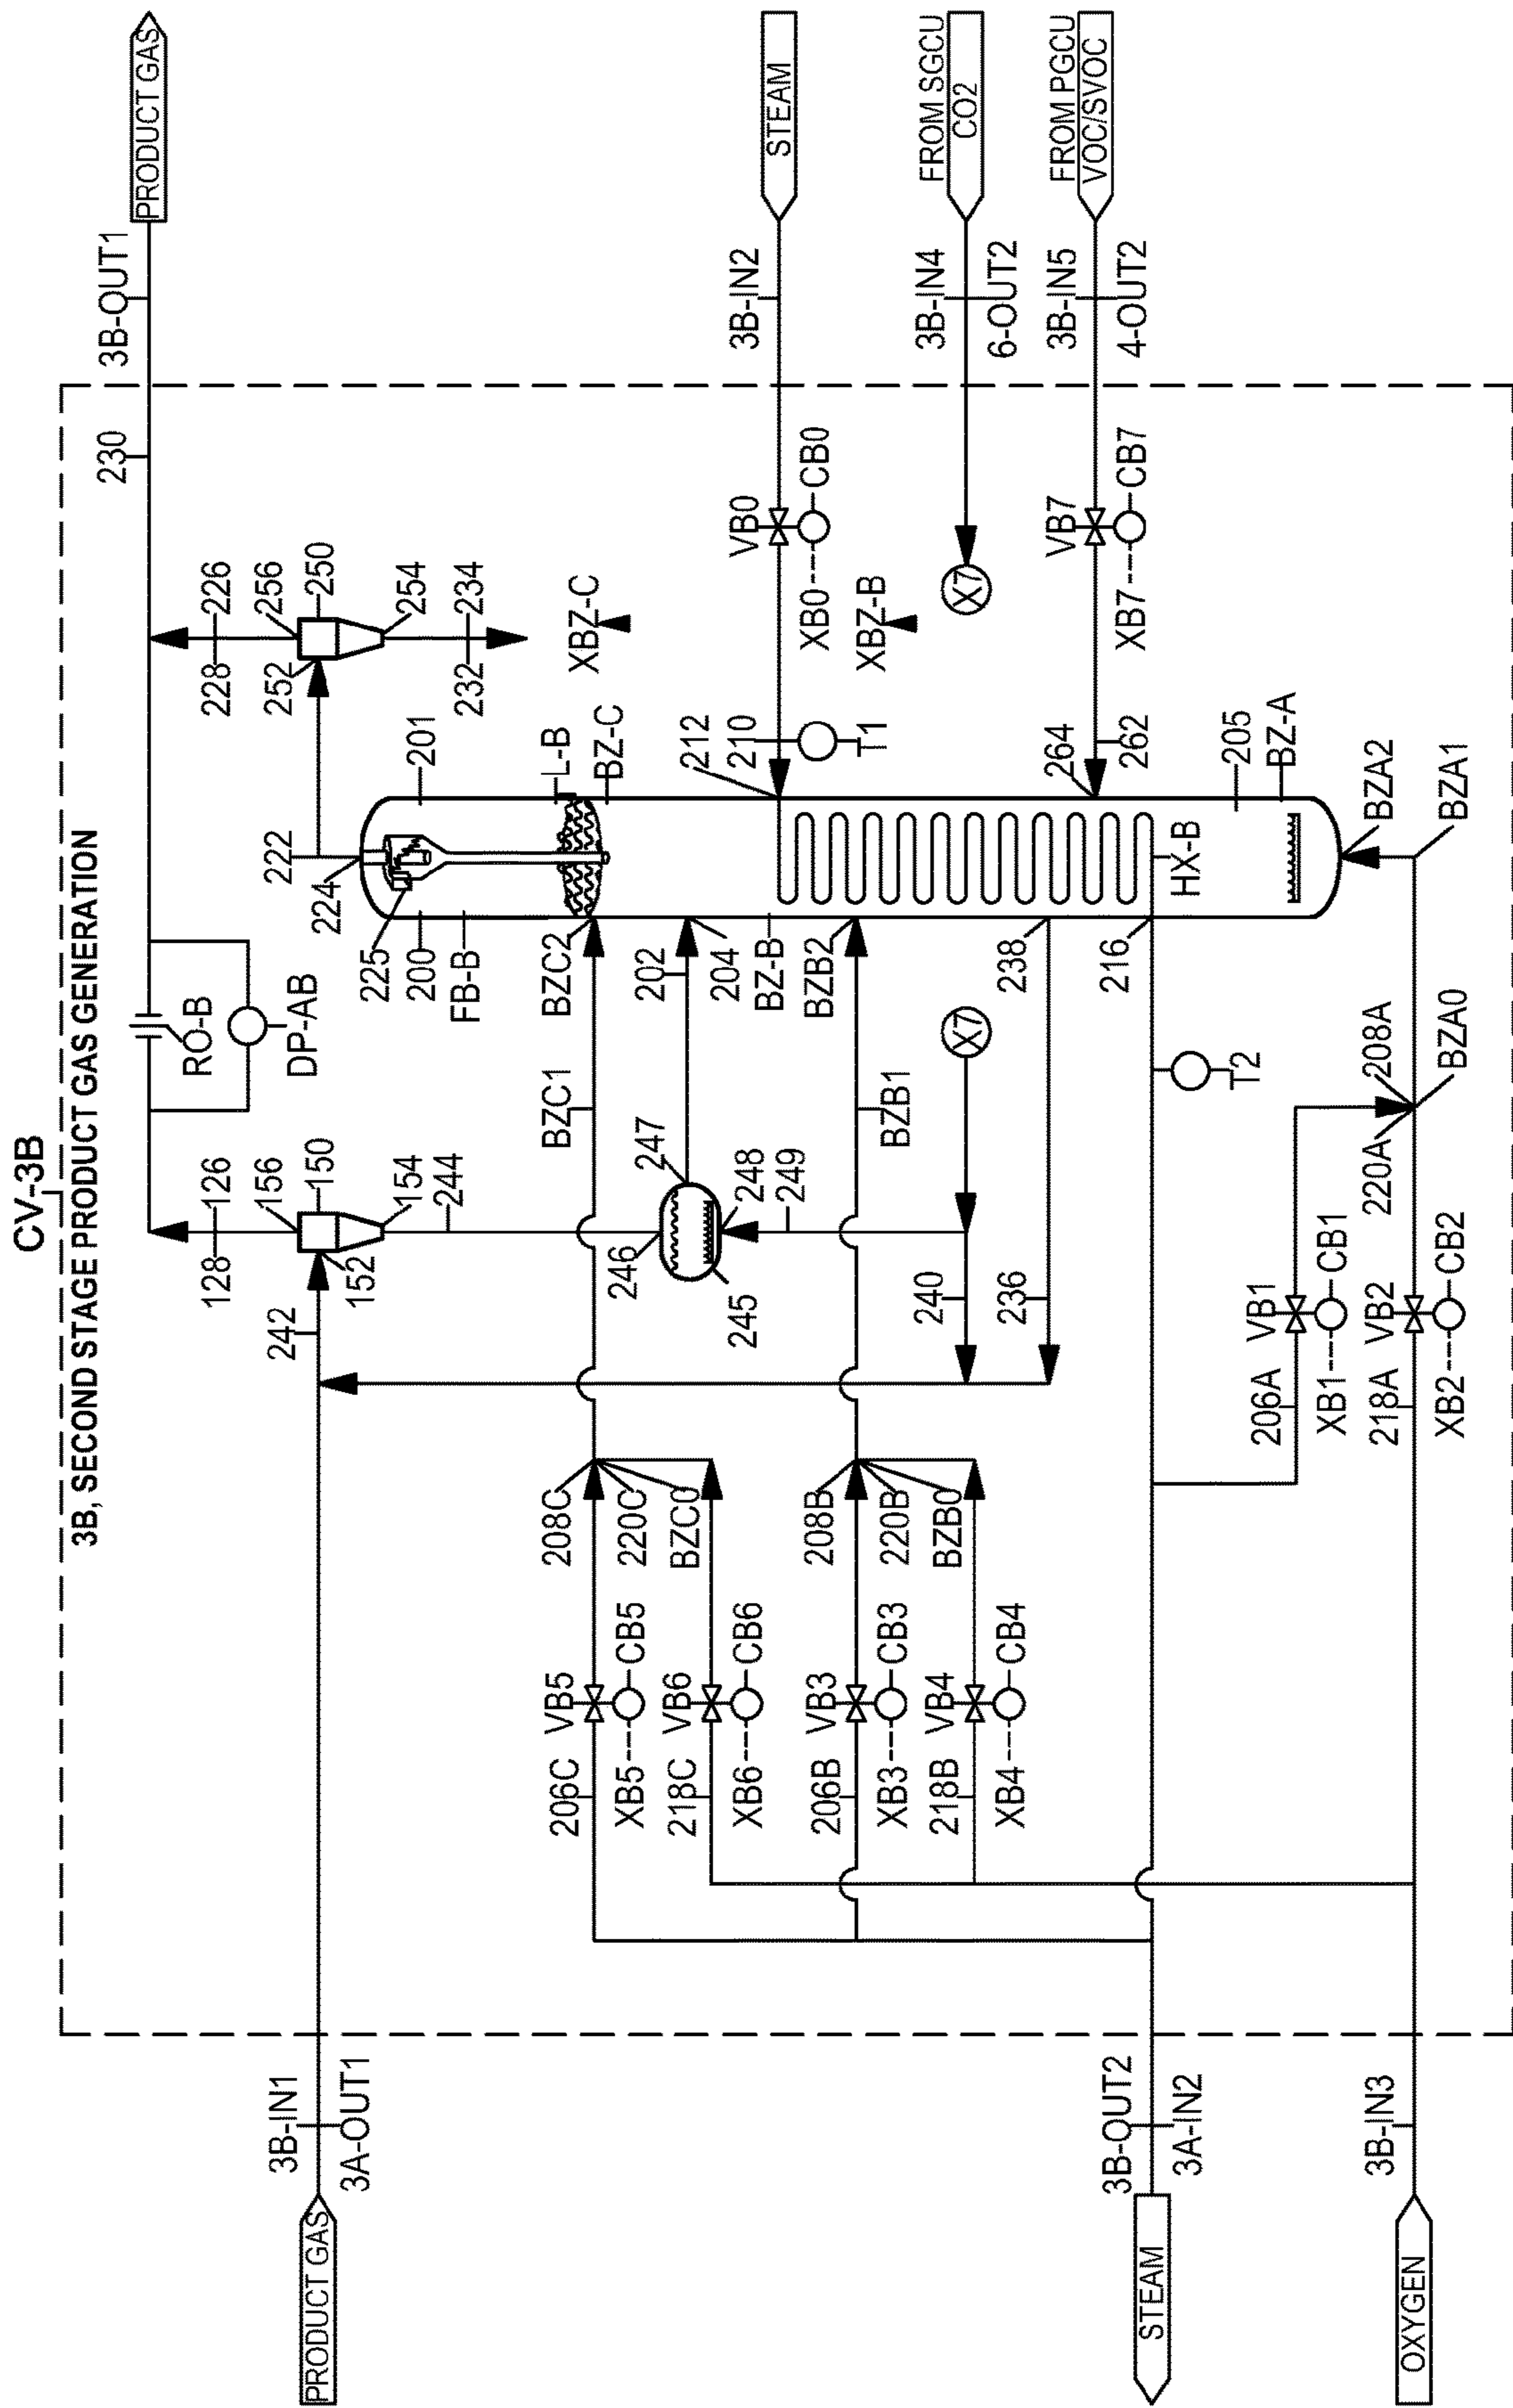 CV-3B
3B, SECOND STAGE PRODUCT GAS GENERATION
PRODUCT GAS
3B-IN1
3A-OUT1
242
128
126
156
150
152
154
244
RO-B
DP-AB
230
3B-OUT1
PRODUCT GAS
228
226
256
250
252
254
232
234
222
224
225
200
201
FB-B
L-B
BZ-C
XBZ-C
BZC2
BZC1
208C
220C
BZC0
VB5
206C
XB5
CB5
VB6
218C
XB6
CB6
247
246
248
245
249
202
204
BZ-B
BZB2
BZB1
208B
220B
BZB0
VB3
206B
XB3
CB3
VB4
218B
XB4
CB4
240
236
X7
238
216
212
210
T1
VB0
XB0
CB0
XBZ-B
3B-IN2
STEAM
X7
3B-IN4
6-OUT2
FROM SGCU
CO2
VB7
XB7
CB7
3B-IN5
4-OUT2
FROM PGCU
VOC/SVOC
264
262
HX-B
205
BZ-A
BZA2
BZA1
T2
208A
220A
BZA0
VB1
206A
XB1
CB1
VB2
218A
XB2
CB2
3B-OUT2
3A-IN2
STEAM
3B-IN3
OXYGEN